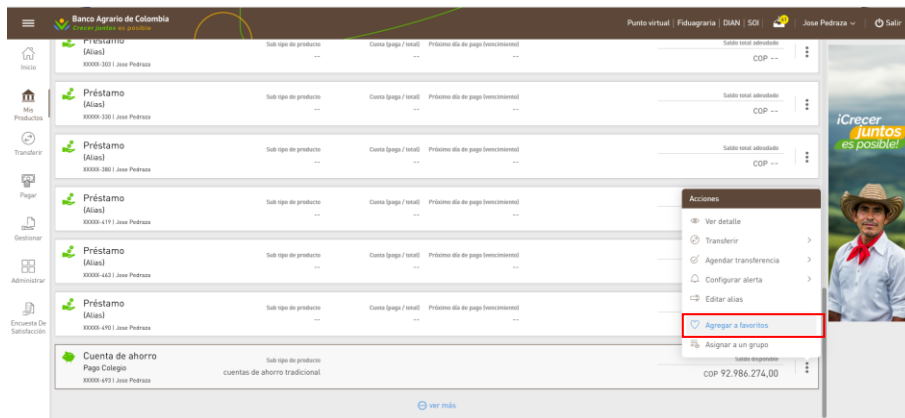 Banco Agrario de Colombia
Crecer juntos es posible
Punto virtual | Fiduagraria | DIAN | SOI |
Jose Pedraza
Salir
Inicio
Mis Productos
Transferir
Pagar
Gestionar
Administrar
Encuesta De Satisfacción
Préstamo
(Alias)
XXXXX-303 | Jose Pedraza
Sub tipo de producto
--
Cuota (paga / total)
--
Próximo día de pago (vencimiento)
--
Saldo total adeudado
COP --
Préstamo
(Alias)
XXXXX-330 | Jose Pedraza
Sub tipo de producto
--
Cuota (paga / total)
--
Próximo día de pago (vencimiento)
--
Saldo total adeudado
COP --
Préstamo
(Alias)
XXXXX-380 | Jose Pedraza
Sub tipo de producto
--
Cuota (paga / total)
--
Próximo día de pago (vencimiento)
--
Saldo total adeudado
COP --
Préstamo
(Alias)
XXXXX-419 | Jose Pedraza
Sub tipo de producto
--
Cuota (paga / total)
--
Próximo día de pago (vencimiento)
--
Préstamo
(Alias)
XXXXX-463 | Jose Pedraza
Sub tipo de producto
--
Cuota (paga / total)
--
Próximo día de pago (vencimiento)
--
Préstamo
(Alias)
XXXXX-490 | Jose Pedraza
Sub tipo de producto
--
Cuota (paga / total)
--
Próximo día de pago (vencimiento)
--
Cuenta de ahorro
Pago Colegio
XXXXX-693 | Jose Pedraza
Sub tipo de producto
cuentas de ahorro tradicional
Saldo disponible
COP 92.986.274,00
ver más
Acciones
Ver detalle
Transferir
Agendar transferencia
Configurar alerta
Editar alias
Agregar a favoritos
Asignar a un grupo
¡Crecer
juntos
es posible!